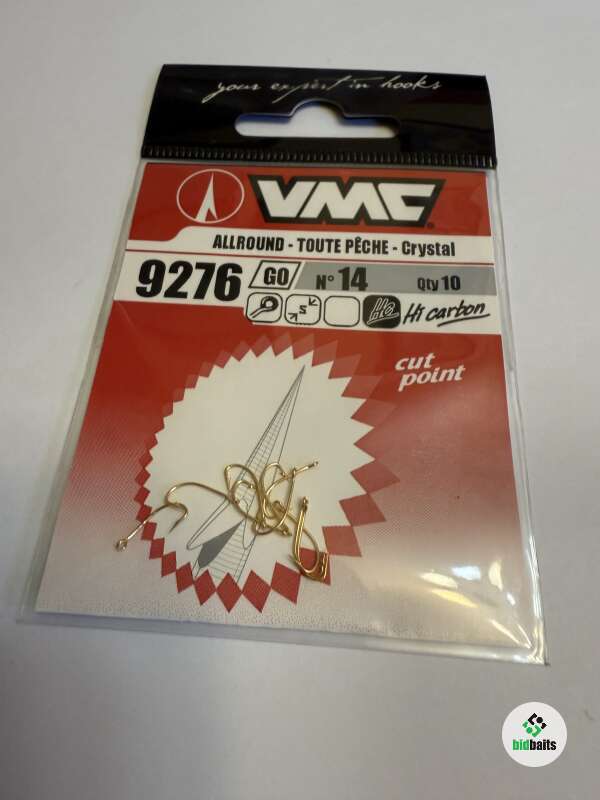 your expert in hooks
VMC®
ALLROUND - TOUTE PÊCHE - Crystal
9276 GO N° 14 Qty 10
S HC Hi carbon
cut
point
bidbaits